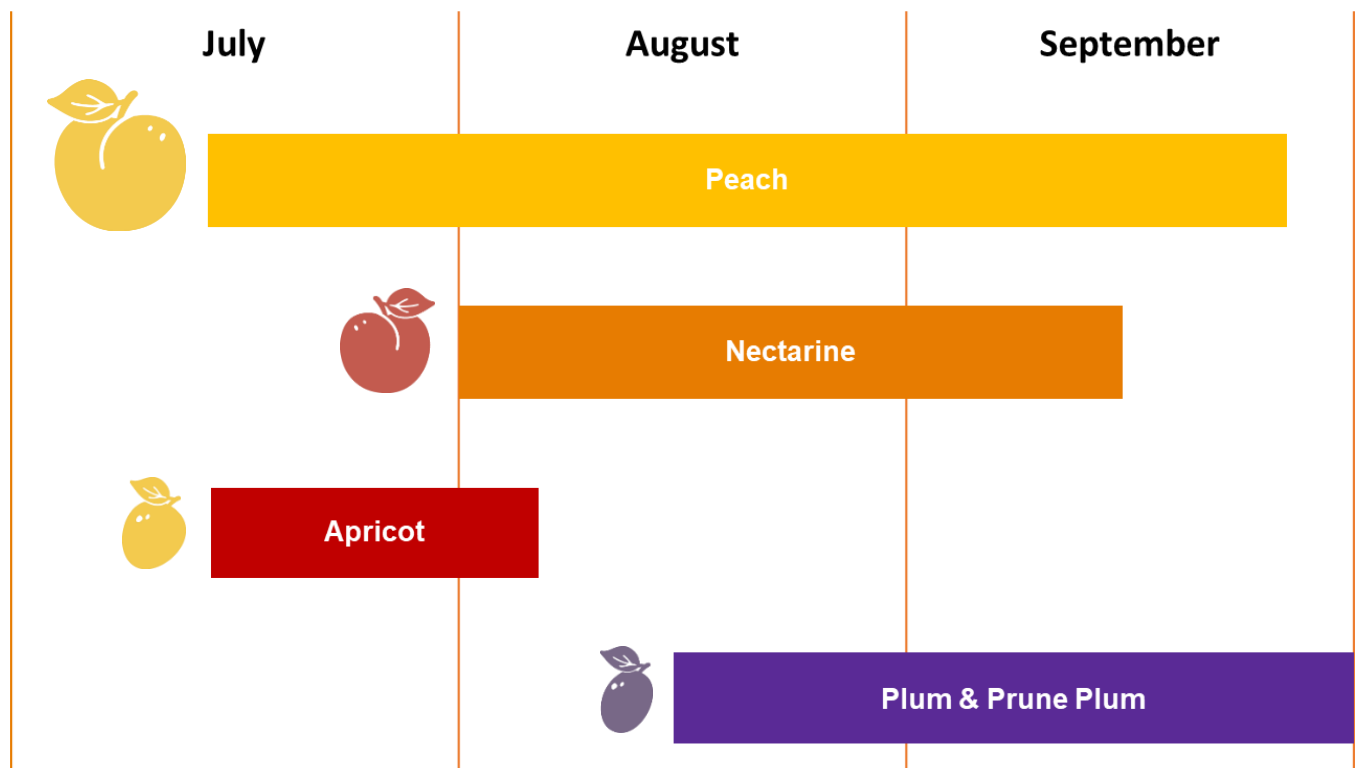 July
August
September
Peach
Nectarine
Apricot
Plum & Prune Plum